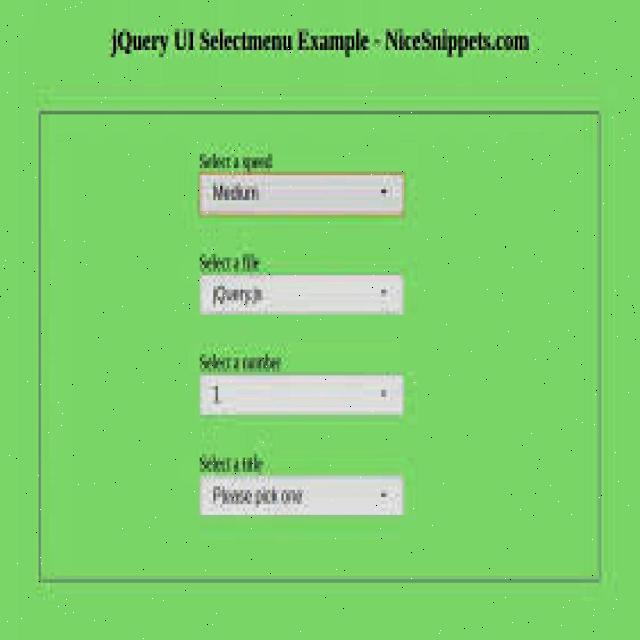 jQuery UI Selectmenu Example - NiceSnippets.com
Select a speed
Medium
Select a file
jQuery.js
Select a number
1
Select a title
Please pick one